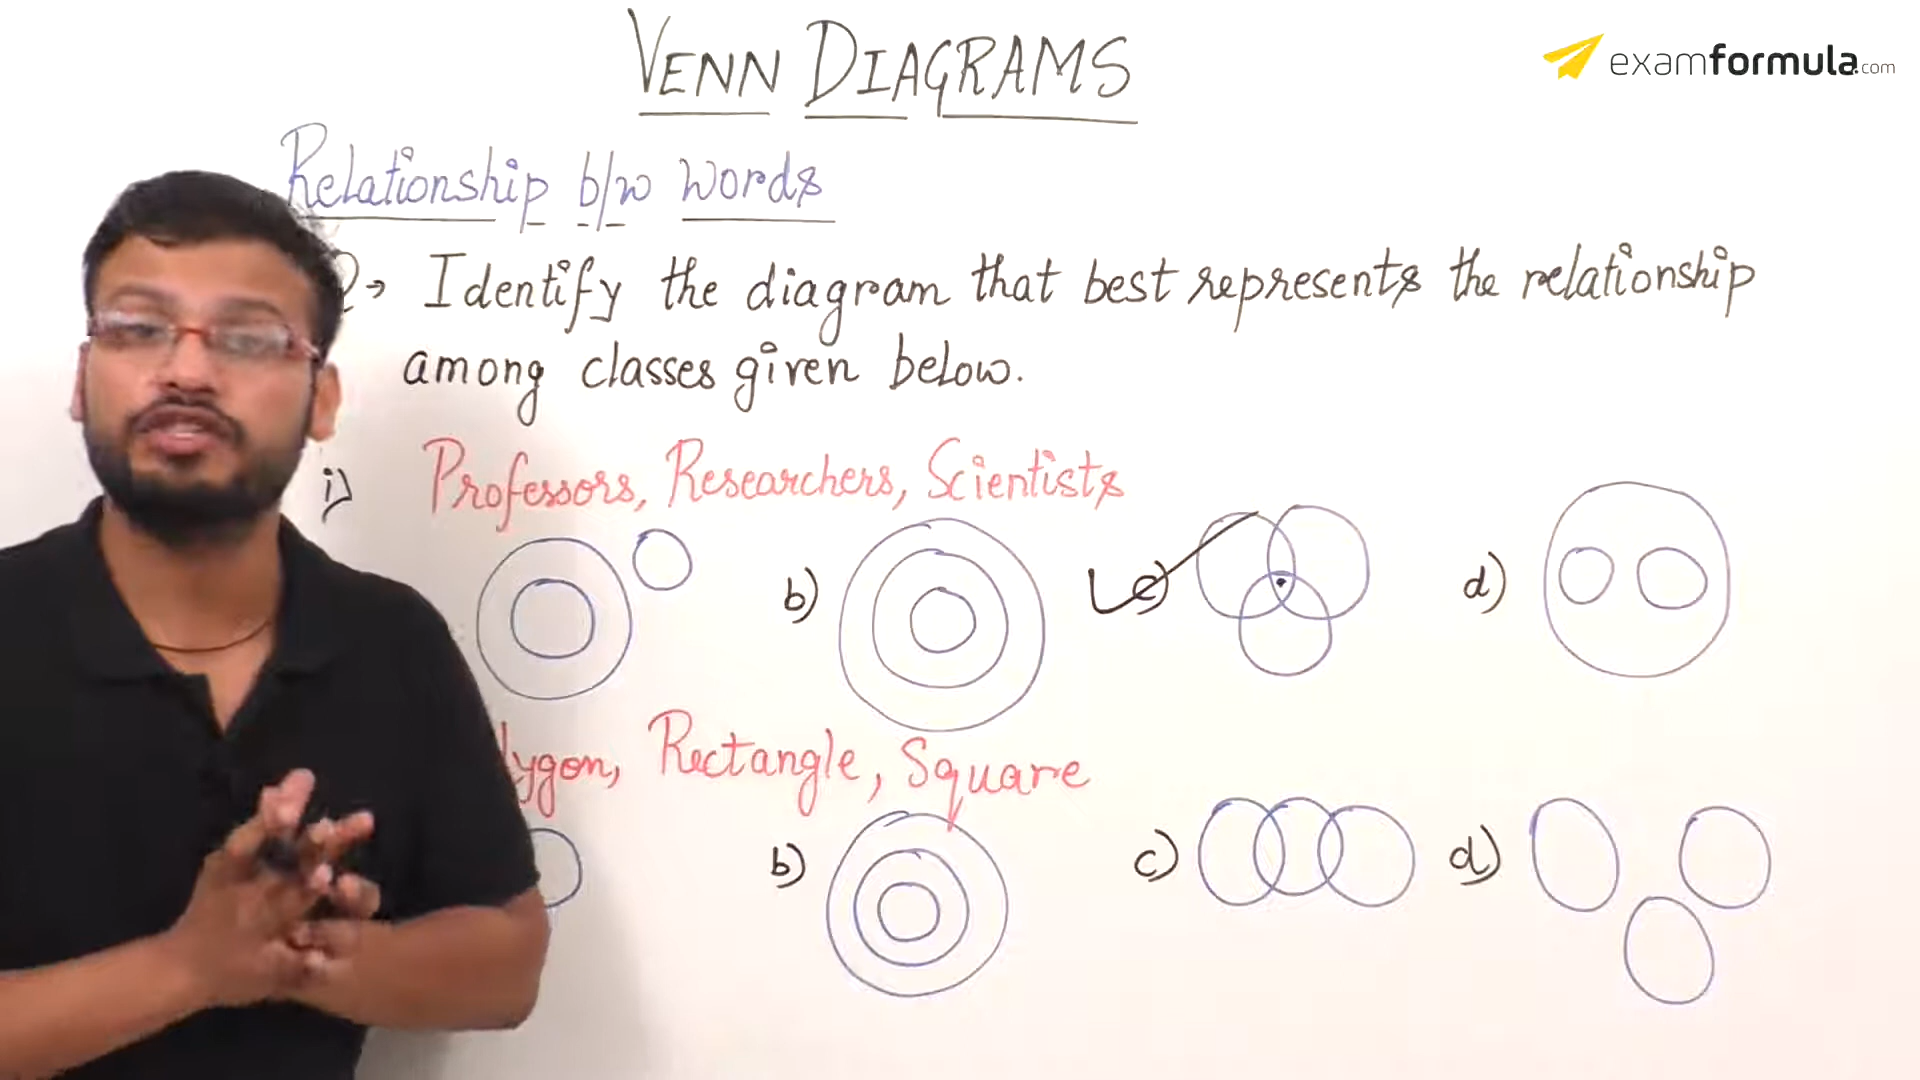 VENN DIAGRAMS
examformula.com
Relationship b/w Words
Q→ Identify the diagram that best represents the relationship
among classes given below.
i) Professors, Researchers, Scientists
b) c) d)
Rectangle, Square
b) c) d)